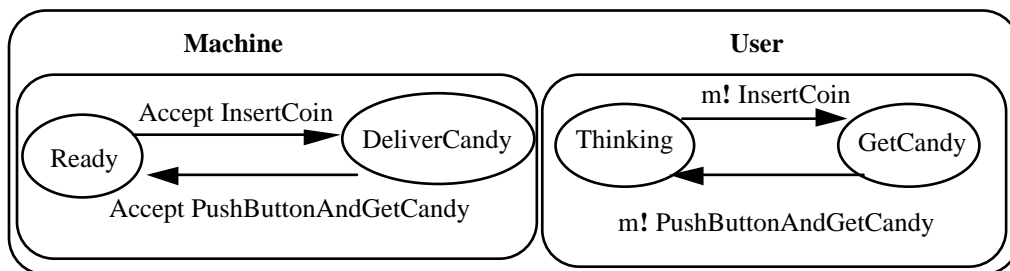 Machine
User
Accept InsertCoin
Ready
DeliverCandy
Accept PushButtonAndGetCandy
m! InsertCoin
Thinking
GetCandy
m! PushButtonAndGetCandy